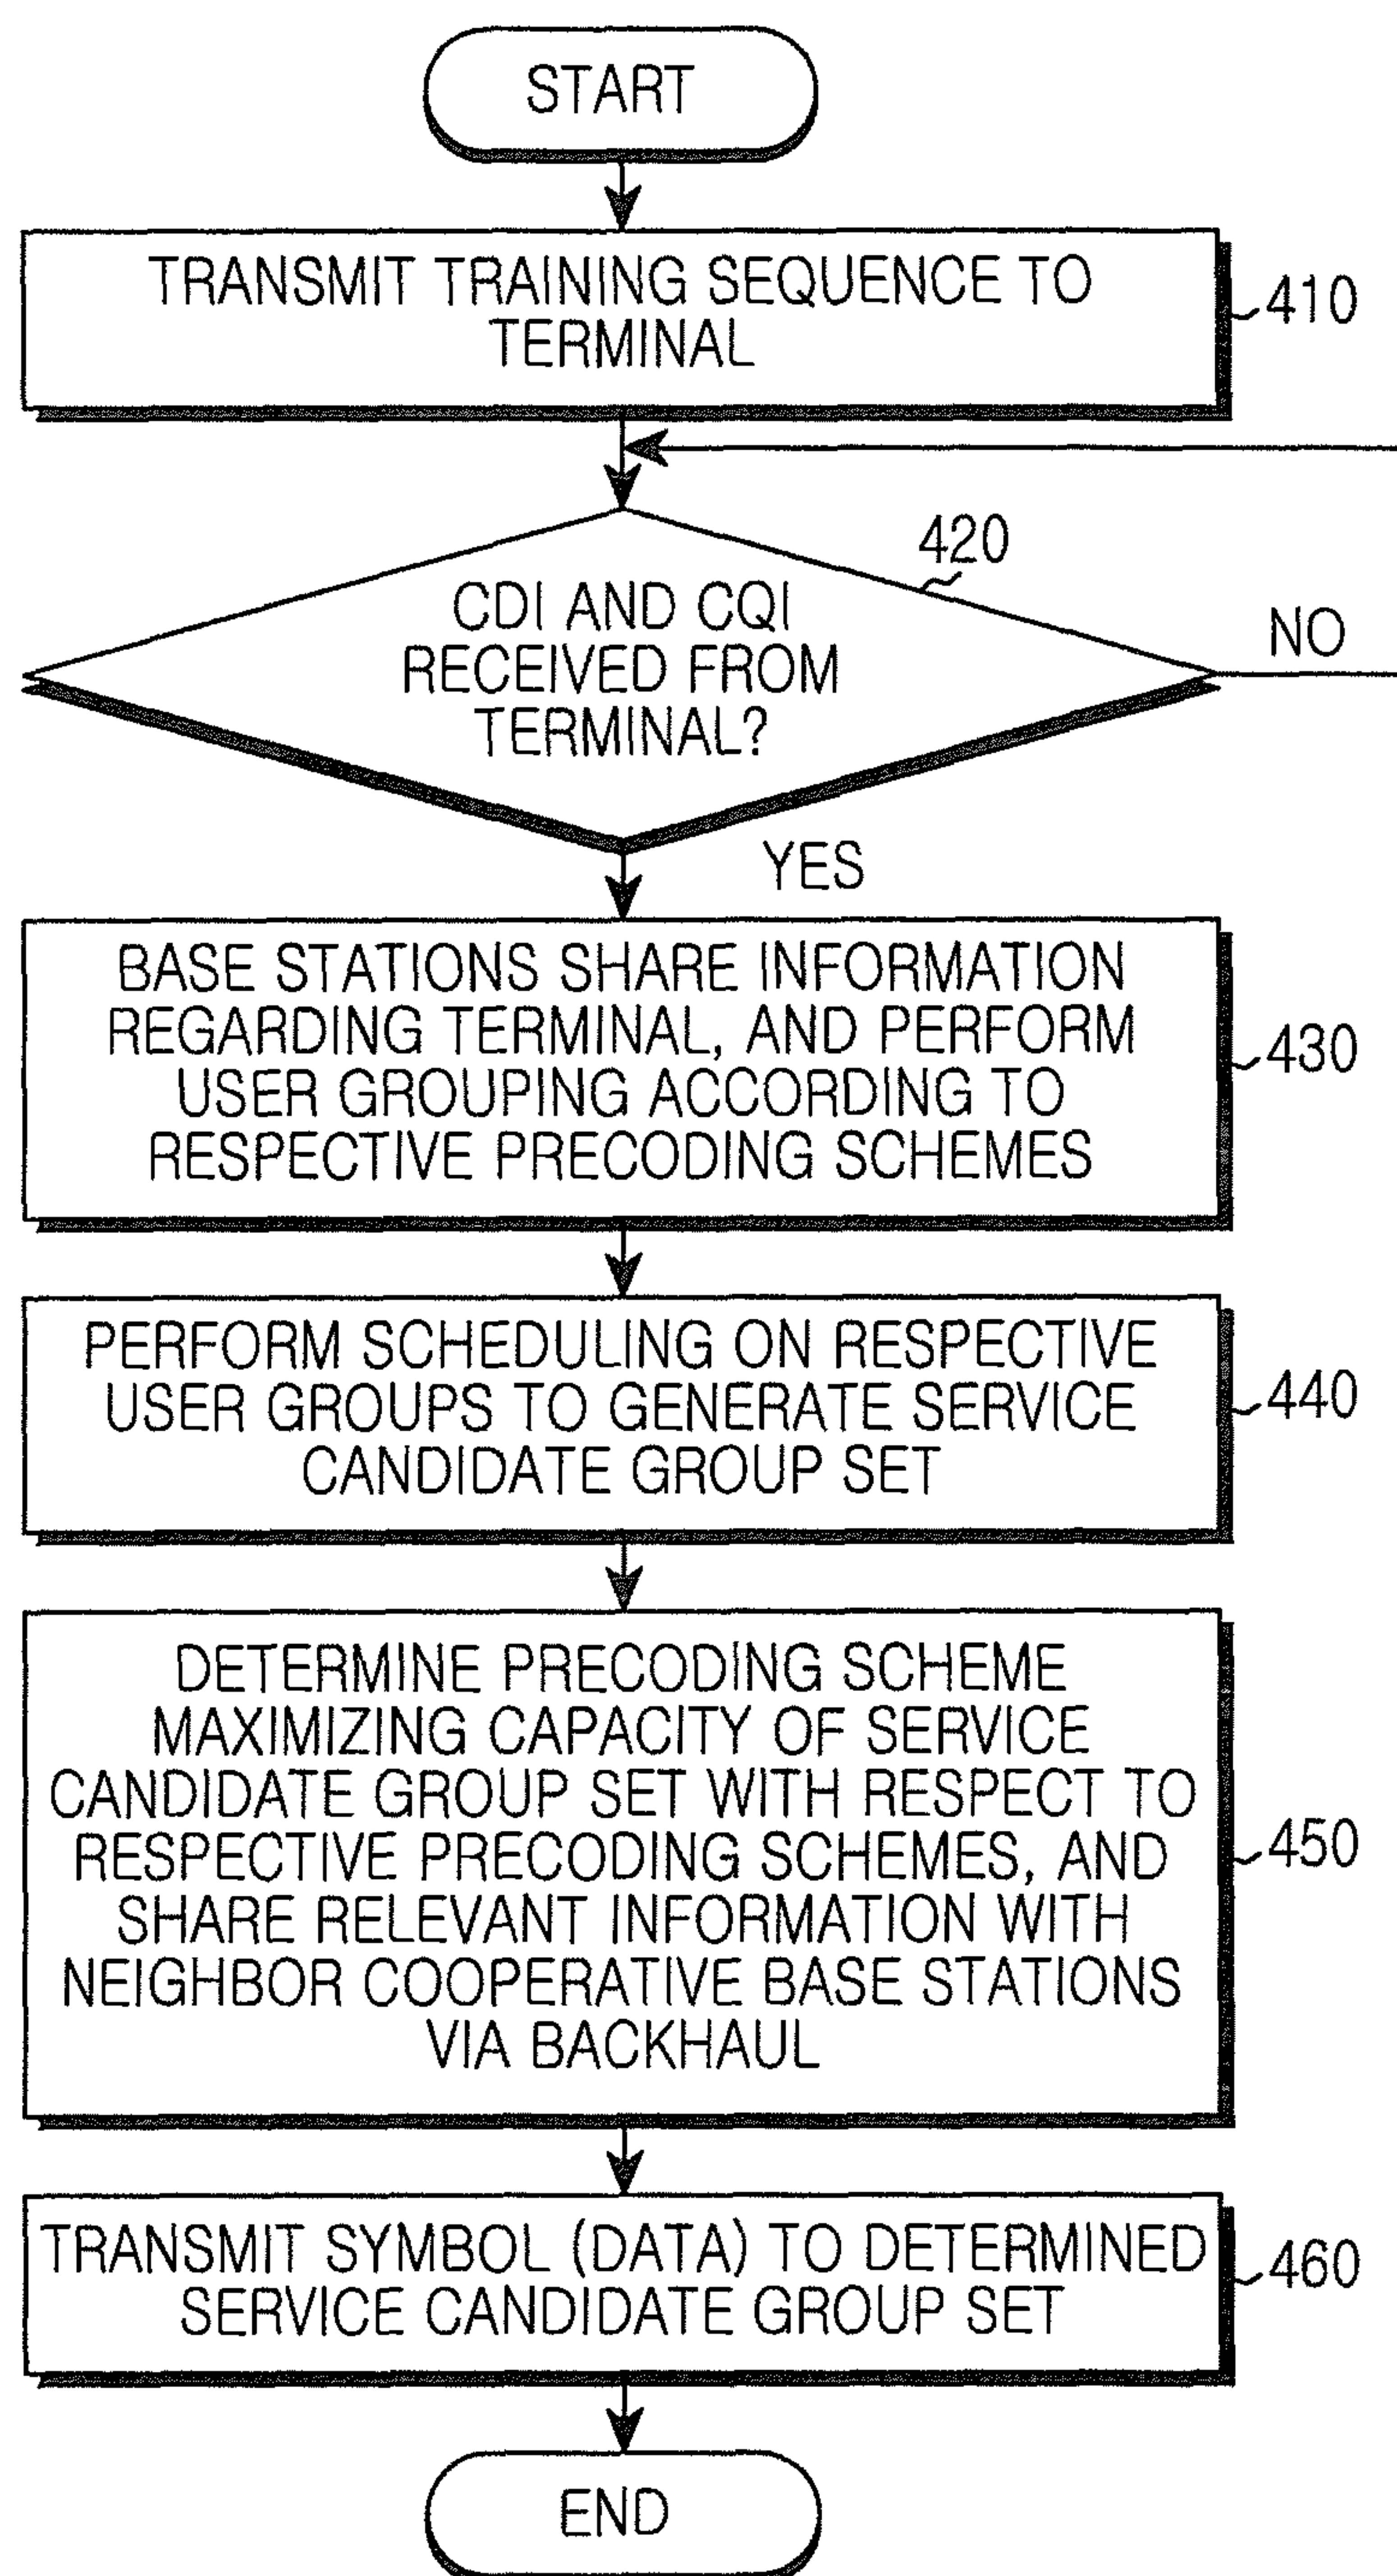 START
TRANSMIT TRAINING SEQUENCE TO
TERMINAL
410
420
CDI AND CQI
RECEIVED FROM
TERMINAL?
NO
YES
BASE STATIONS SHARE INFORMATION
REGARDING TERMINAL, AND PERFORM
USER GROUPING ACCORDING TO
RESPECTIVE PRECODING SCHEMES
430
PERFORM SCHEDULING ON RESPECTIVE
USER GROUPS TO GENERATE SERVICE
CANDIDATE GROUP SET
440
DETERMINE PRECODING SCHEME
MAXIMIZING CAPACITY OF SERVICE
CANDIDATE GROUP SET WITH RESPECT TO
RESPECTIVE PRECODING SCHEMES, AND
SHARE RELEVANT INFORMATION WITH
NEIGHBOR COOPERATIVE BASE STATIONS
VIA BACKHAUL
450
TRANSMIT SYMBOL (DATA) TO DETERMINED
SERVICE CANDIDATE GROUP SET
460
END